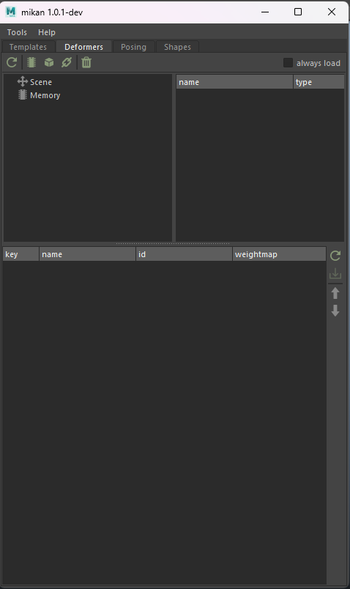 mikan 1.0.1-dev
Tools Help
Templates Deformers Posing Shapes
always load
Scene
Memory
name type
key name id weightmap